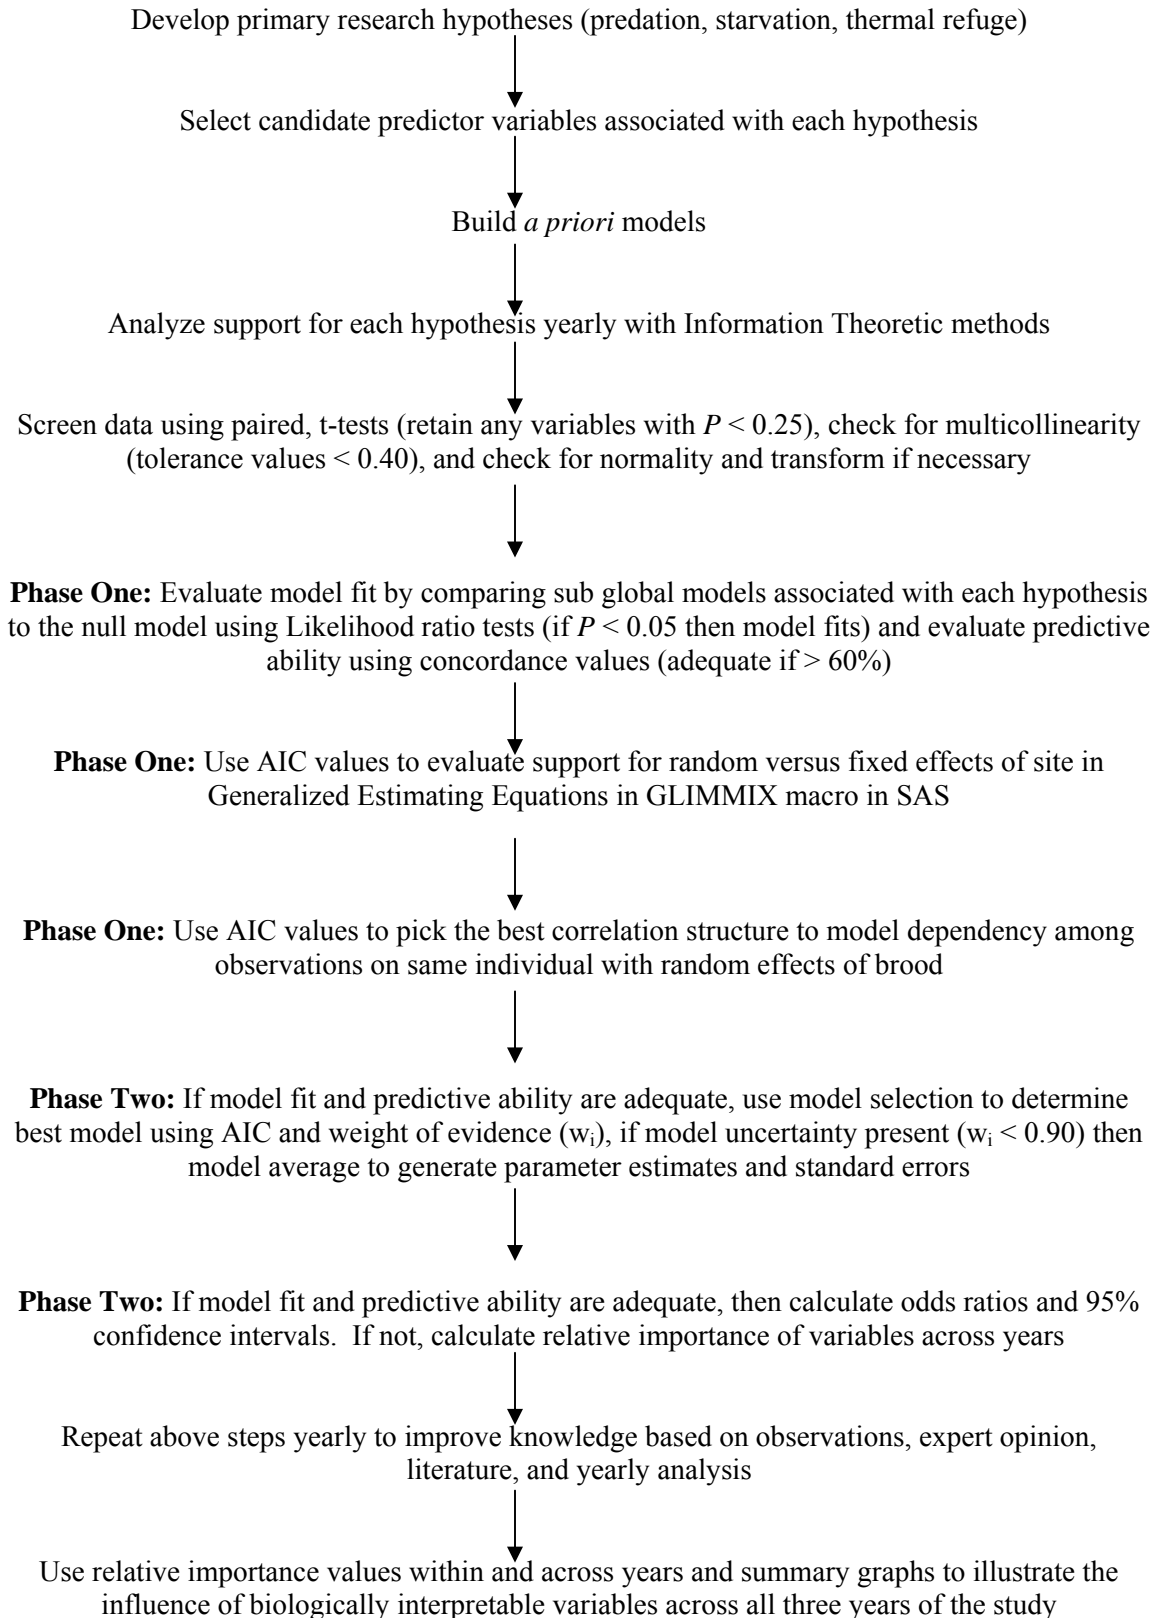 Develop primary research hypotheses (predation, starvation, thermal refuge)
Select candidate predictor variables associated with each hypothesis
Build a priori models
Analyze support for each hypothesis yearly with Information Theoretic methods
Screen data using paired, t-tests (retain any variables with P < 0.25), check for multicollinearity
(tolerance values < 0.40), and check for normality and transform if necessary
Phase One: Evaluate model fit by comparing sub global models associated with each hypothesis
to the null model using Likelihood ratio tests (if P < 0.05 then model fits) and evaluate predictive
ability using concordance values (adequate if > 60%)
Phase One: Use AIC values to evaluate support for random versus fixed effects of site in
Generalized Estimating Equations in GLIMMIX macro in SAS
Phase One: Use AIC values to pick the best correlation structure to model dependency among
observations on same individual with random effects of brood
Phase Two: If model fit and predictive ability are adequate, use model selection to determine
best model using AIC and weight of evidence (wi), if model uncertainty present (wi < 0.90) then
model average to generate parameter estimates and standard errors
Phase Two: If model fit and predictive ability are adequate, then calculate odds ratios and 95%
confidence intervals.  If not, calculate relative importance of variables across years
Repeat above steps yearly to improve knowledge based on observations, expert opinion,
literature, and yearly analysis
Use relative importance values within and across years and summary graphs to illustrate the
influence of biologically interpretable variables across all three years of the study